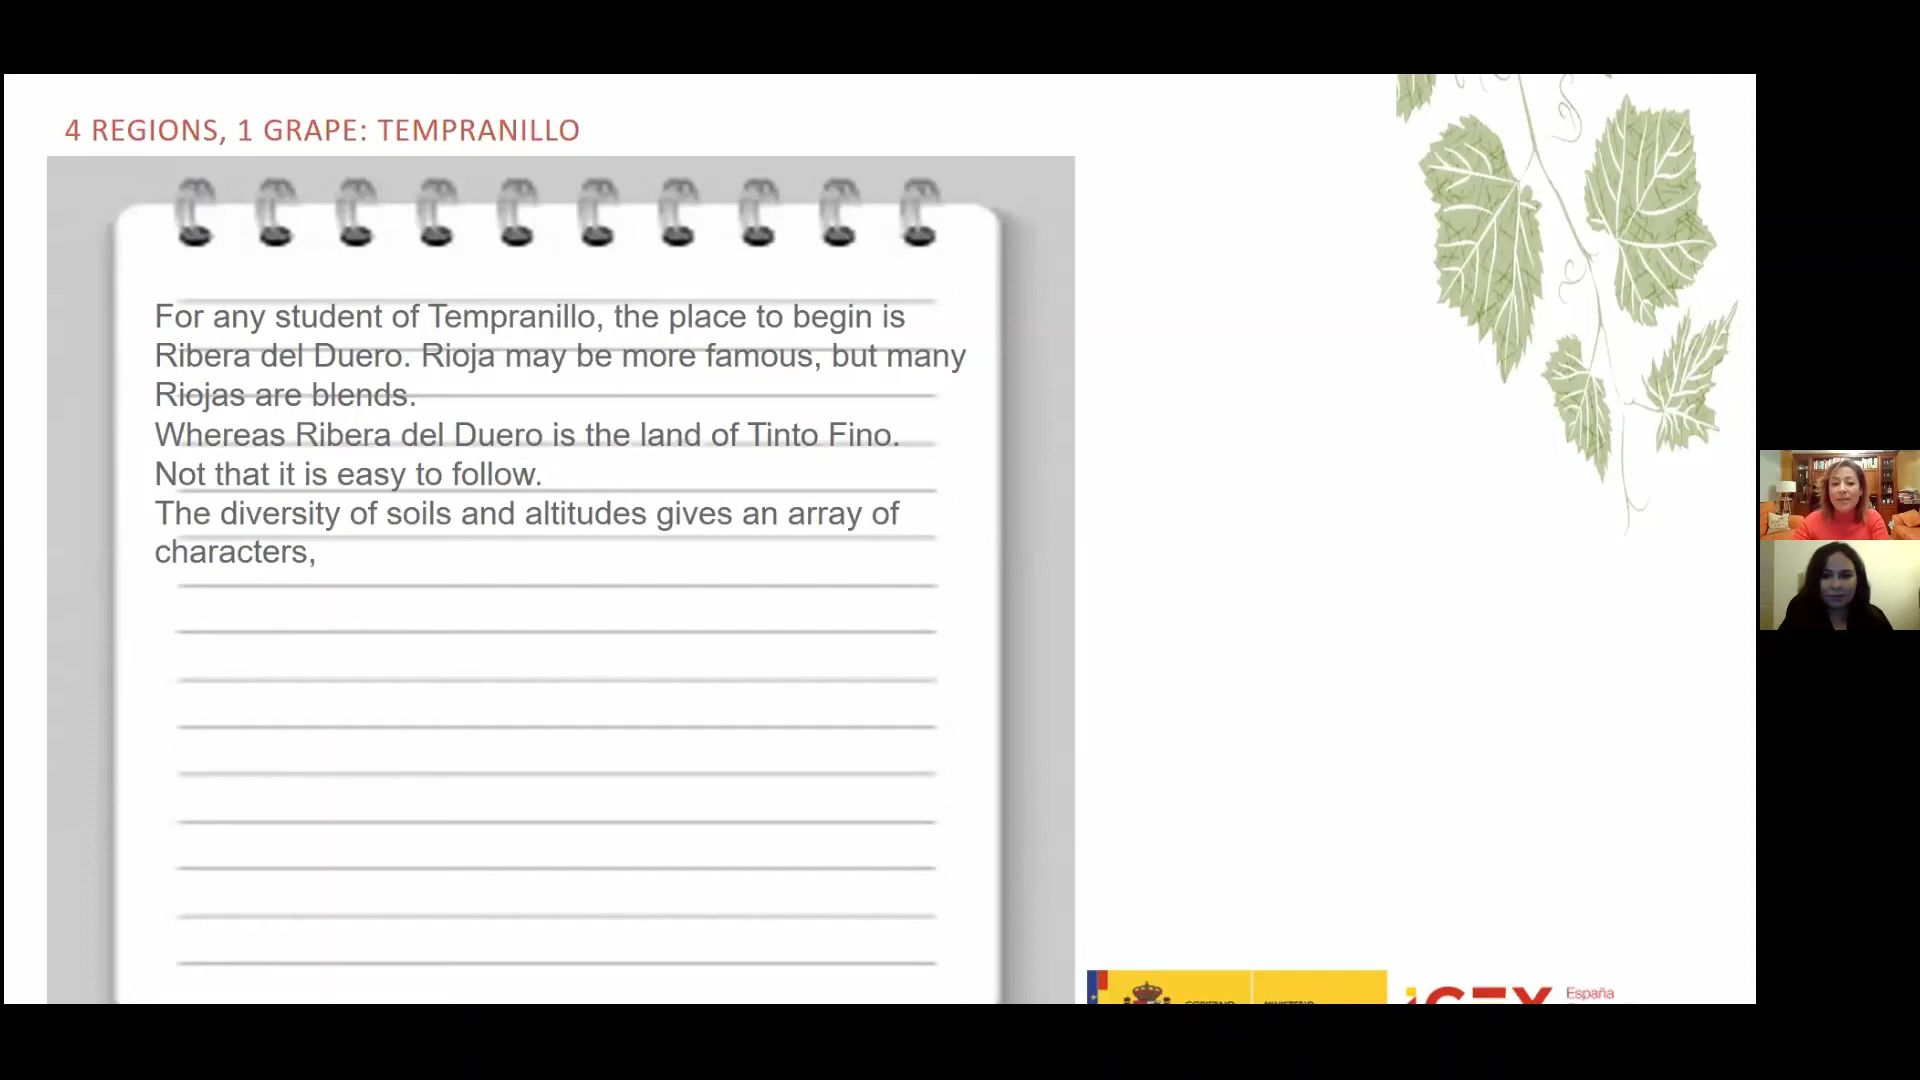 4 REGIONS, 1 GRAPE: TEMPRANILLO
For any student of Tempranillo, the place to begin is
Ribera del Duero. Rioja may be more famous, but many
Riojas are blends.
Whereas Ribera del Duero is the land of Tinto Fino.
Not that it is easy to follow.
The diversity of soils and altitudes gives an array of
characters,
GOBIERNO MINISTERIO
iCEX España